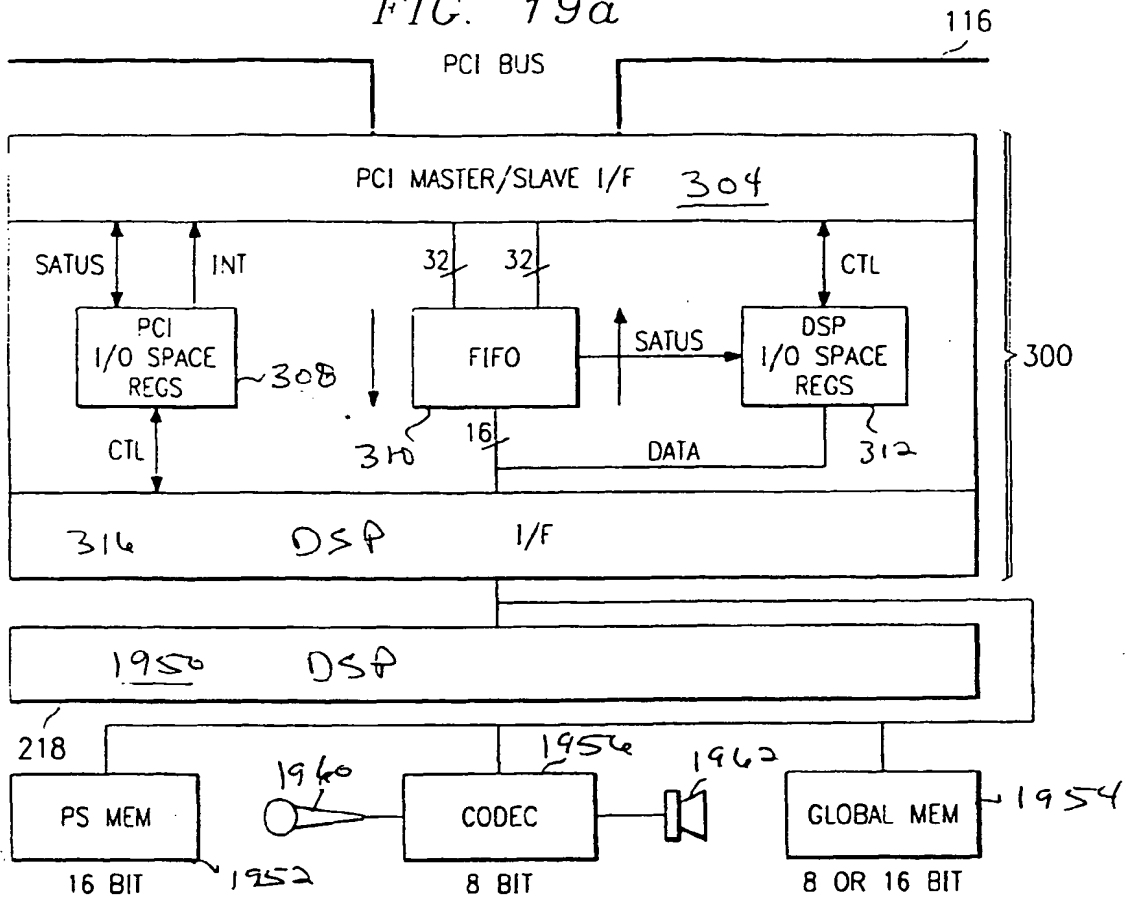 FIG. 19a
116
PCI BUS
PCI MASTER/SLAVE I/F 304
SATUS
INT
32
32
CTL
PCI
I/O SPACE
REGS
308
FIFO
SATUS
DSP
I/O SPACE
REGS
300
CTL
310
16
DATA
312
316 DSP I/F
1950 DSP
218
1956
1960
1962
PS MEM
CODEC
GLOBAL MEM
1954
16 BIT
1952
8 BIT
8 OR 16 BIT